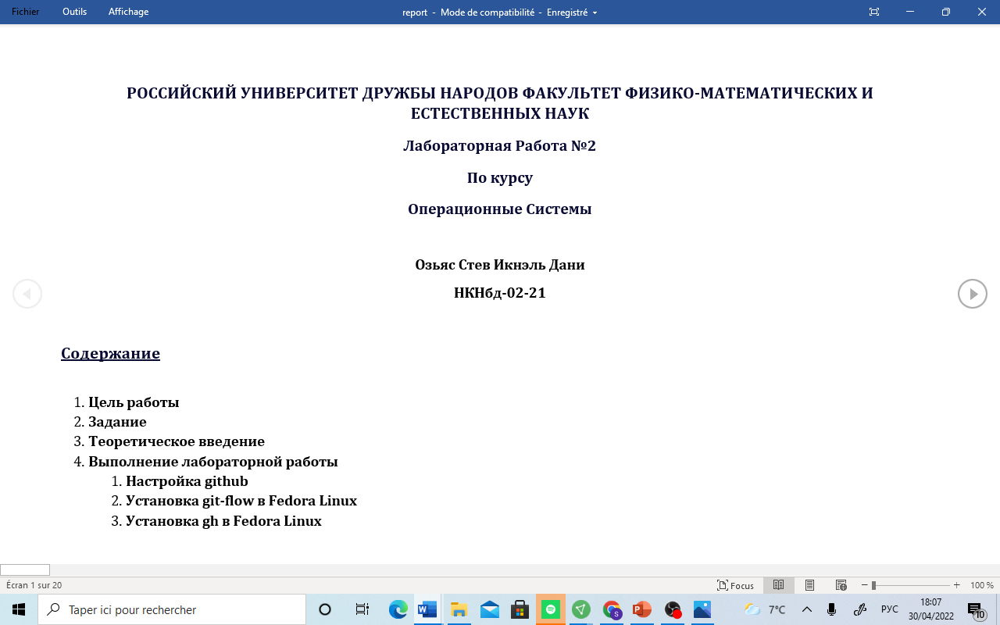 Fichier Outils Affichage report - Mode de compatibilité - Enregistré
РОССИЙСКИЙ УНИВЕРСИТЕТ ДРУЖБЫ НАРОДОВ ФАКУЛЬТЕТ ФИЗИКО-МАТЕМАТИЧЕСКИХ И
ЕСТЕСТВЕННЫХ НАУК
Лабораторная Работа №2
По курсу
Операционные Системы
Озьяс Стев Икнэль Дани
НКНбд-02-21
Содержание
1. Цель работы
2. Задание
3. Теоретическое введение
4. Выполнение лабораторной работы
1. Настройка github
2. Установка git-flow в Fedora Linux
3. Установка gh в Fedora Linux
Écran 1 sur 20 Focus 100 %
Taper ici pour rechercher 7°C РУС 18:07
30/04/2022 10